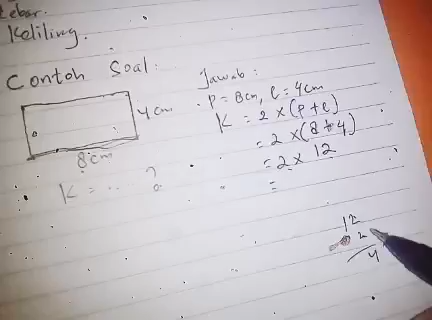 Lebar.
Keliling.
Contoh Soal:
4cm
8cm
K = .... ?
Jawab:
P = 8cm, l = 4cm
K = 2 x (P + l)
= 2 x (8 + 4)
= 2 x 12
=
12
2
4